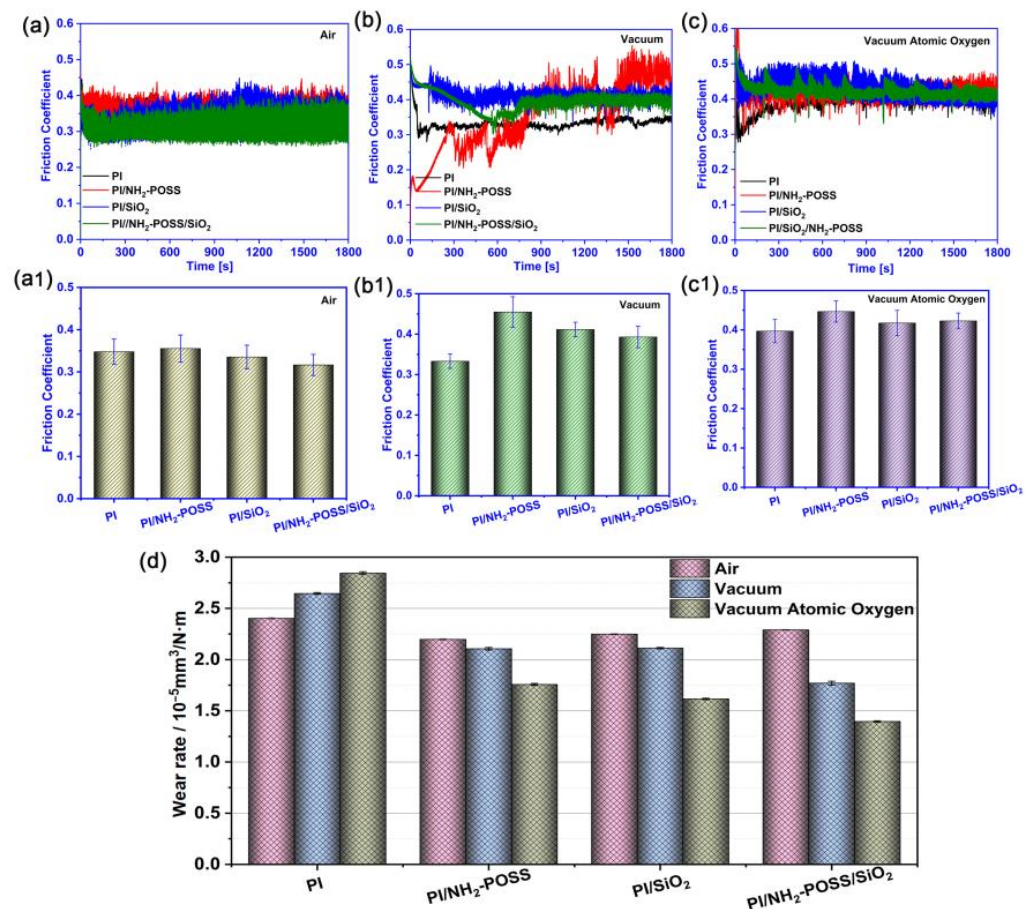 (a)
0.6
0.5
0.4
0.3
0.2
0.1
0.0
Friction Coefficient
Air
PI
PI/NH₂-POSS
PI/SiO₂
PI//NH₂-POSS/SiO₂
0 300 600 900 1200 1500 1800
Time [s]
(b)
0.6
0.5
0.4
0.3
0.2
0.1
0.0
Friction Coefficient
Vacuum
PI
PI/NH₂-POSS
PI/SiO₂
PI/NH₂-POSS/SiO₂
0 300 600 900 1200 1500 1800
Time [s]
(c)
0.6
0.5
0.4
0.3
0.2
0.1
0.0
Friction Coefficient
Vacuum Atomic Oxygen
PI
PI/NH₂-POSS
PI/SiO₂
PI/SiO₂/NH₂-POSS
0 300 600 900 1200 1500 1800
Time [s]
(a1)
0.5
0.4
0.3
0.2
0.1
0.0
Friction Coefficient
Air
PI
PI/NH₂-POSS
PI/SiO₂
PI/NH₂-POSS/SiO₂
(b1)
0.5
0.4
0.3
0.2
0.1
0.0
Friction Coefficient
Vacuum
PI
PI/NH₂-POSS
PI/SiO₂
PI/NH₂-POSS/SiO₂
(c1)
0.5
0.4
0.3
0.2
0.1
0.0
Friction Coefficient
Vacuum Atomic Oxygen
PI
PI/NH₂-POSS
PI/SiO₂
PI/NH₂-POSS/SiO₂
(d)
3.0
2.5
2.0
1.5
1.0
0.5
0.0
Wear rate / 10⁻⁵mm³/N·m
Air
Vacuum
Vacuum Atomic Oxygen
PI
PI/NH₂-POSS
PI/SiO₂
PI/NH₂-POSS/SiO₂